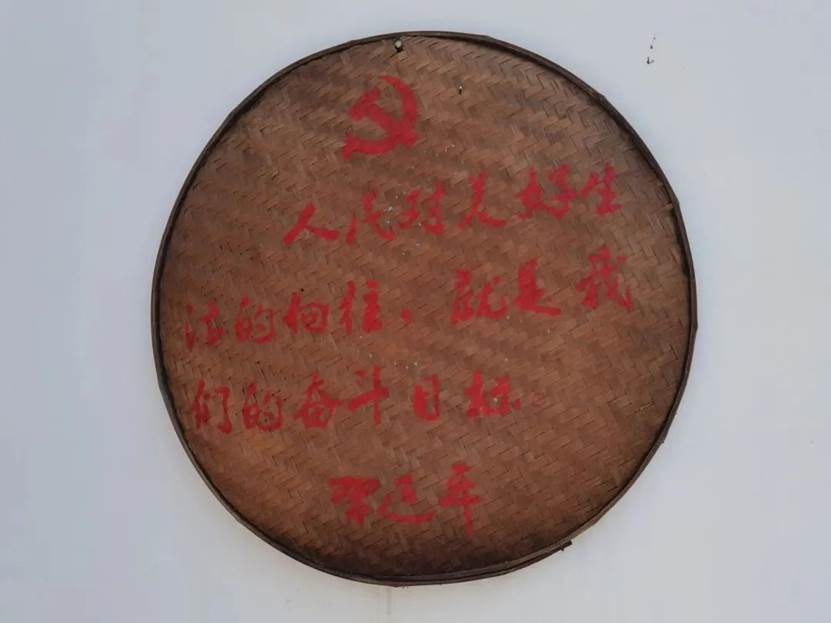 人民对美好生
活的向往，就是我
们的奋斗目标。
习近平